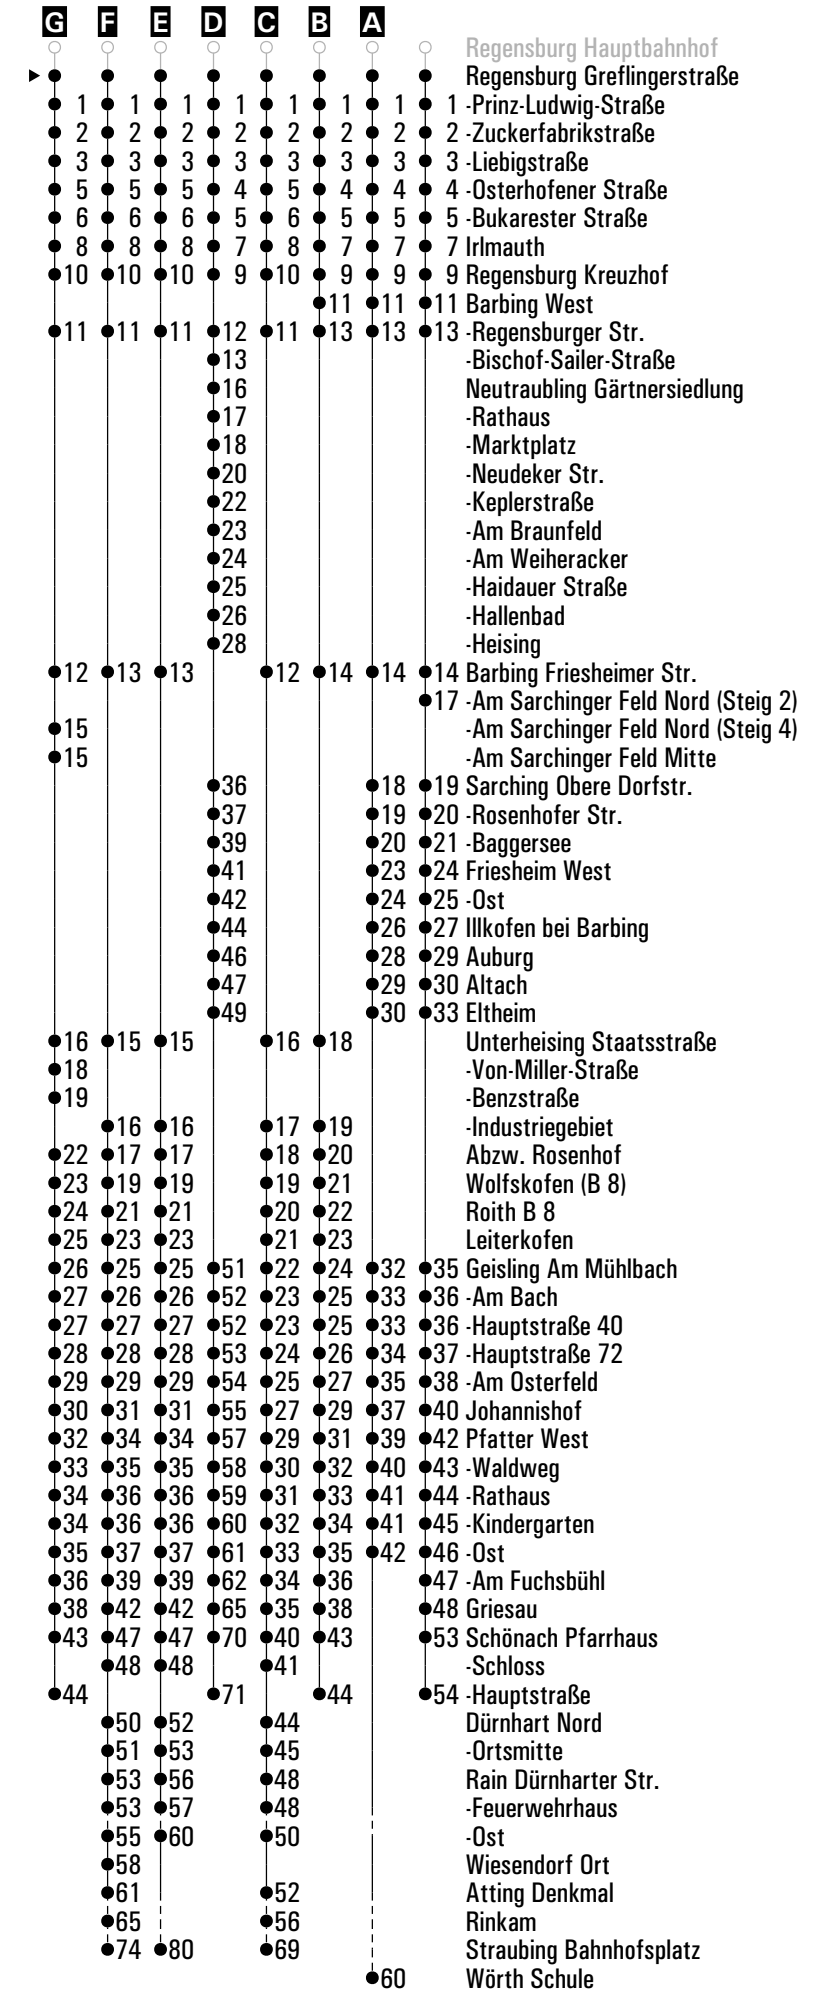 G F E D C B A
Regensburg Hauptbahnhof
Regensburg Greflingerstraße
1 1 1 1 1 1 1 1 -Prinz-Ludwig-Straße
2 2 2 2 2 2 2 2 -Zuckerfabrikstraße
3 3 3 3 3 3 3 3 -Liebigstraße
5 5 5 4 5 4 4 4 -Osterhofener Straße
6 6 6 5 6 5 5 5 -Bukarester Straße
8 8 8 7 8 7 7 7 Irlmauth
10 10 10 9 10 9 9 9 Regensburg Kreuzhof
11 11 11 Barbing West
11 11 11 12 11 13 13 13 -Regensburger Str.
13 -Bischof-Sailer-Straße
16 Neutraubling Gärtnersiedlung
17 -Rathaus
18 -Marktplatz
20 -Neudeker Str.
22 -Keplerstraße
23 -Am Braunfeld
24 -Am Weiheracker
25 -Haidauer Straße
26 -Hallenbad
28 -Heising
12 13 13 12 14 14 14 Barbing Friesheimer Str.
17 -Am Sarchinger Feld Nord (Steig 2)
15 -Am Sarchinger Feld Nord (Steig 4)
15 -Am Sarchinger Feld Mitte
36 18 19 Sarching Obere Dorfstr.
37 19 20 -Rosenhofer Str.
39 20 21 -Baggersee
41 23 24 Friesheim West
42 24 25 -Ost
44 26 27 Illkofen bei Barbing
46 28 29 Auburg
47 29 30 Altach
49 30 33 Eltheim
16 15 15 16 18 Unterheising Staatsstraße
18 -Von-Miller-Straße
19 -Benzstraße
16 16 17 19 -Industriegebiet
22 17 17 18 20 Abzw. Rosenhof
23 19 19 19 21 Wolfskofen (B 8)
24 21 21 20 22 Roith B 8
25 23 23 21 23 Leiterkofen
26 25 25 51 22 24 32 35 Geisling Am Mühlbach
27 26 26 52 23 25 33 36 -Am Bach
27 27 27 52 23 25 33 36 -Hauptstraße 40
28 28 28 53 24 26 34 37 -Hauptstraße 72
29 29 29 54 25 27 35 38 -Am Osterfeld
30 31 31 55 27 29 37 40 Johannishof
32 34 34 57 29 31 39 42 Pfatter West
33 35 35 58 30 32 40 43 -Waldweg
34 36 36 59 31 33 41 44 -Rathaus
34 36 36 60 32 34 41 45 -Kindergarten
35 37 37 61 33 35 42 46 -Ost
36 39 39 62 34 36 47 -Am Fuchsbühl
38 42 42 65 35 38 48 Griesau
43 47 47 70 40 43 53 Schönach Pfarrhaus
48 48 41 -Schloss
44 71 44 54 -Hauptstraße
50 52 44 Dürnhart Nord
51 53 45 -Ortsmitte
53 56 48 Rain Dürnharter Str.
53 57 48 -Feuerwehrhaus
55 60 50 -Ost
58 Wiesendorf Ort
61 52 Atting Denkmal
65 56 Rinkam
74 80 69 Straubing Bahnhofsplatz
60 Wörth Schule